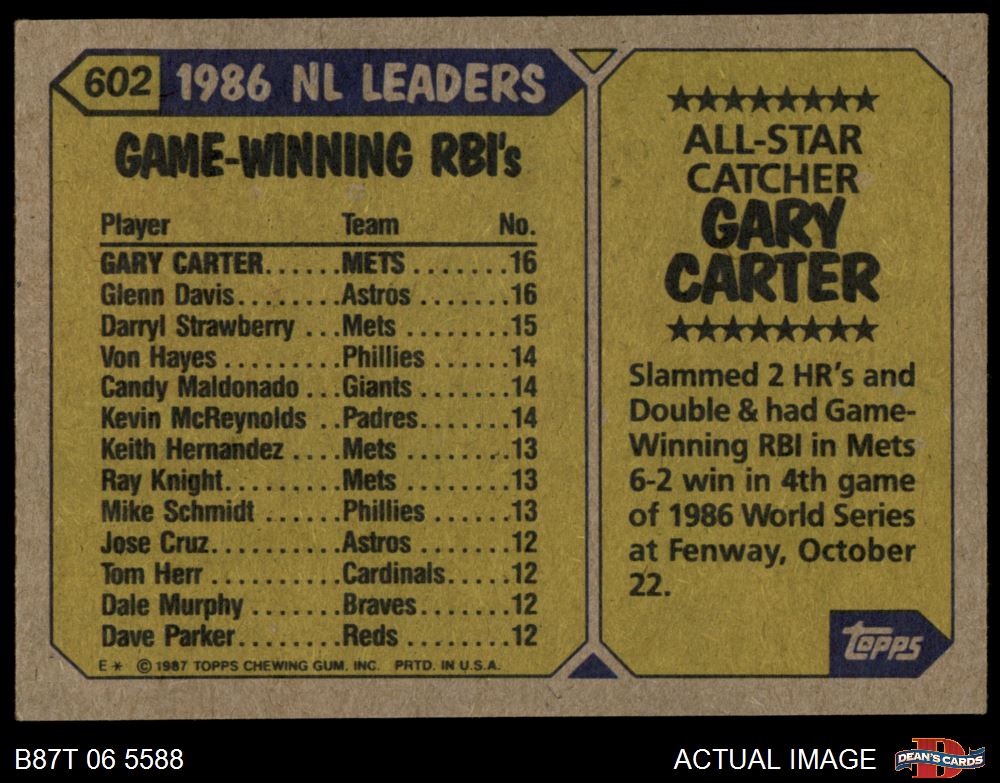 602 1986 NL LEADERS
GAME-WINNING RBI's
Player Team No.
GARY CARTER......METS.......16
Glenn Davis........Astros.......16
Darryl Strawberry ...Mets........15
Von Hayes.........Phillies......14
Candy Maldonado ...Giants.......14
Kevin McReynolds ..Padres......14
Keith Hernandez ....Mets........13
Ray Knight.........Mets........13
Mike Schmidt ......Phillies......13
Jose Cruz..........Astros.......12
Tom Herr..........Cardinals.....12
Dale Murphy.......Braves.......12
Dave Parker........Reds........12
E* ©1987 TOPPS CHEWING GUM, INC. PRTD. IN U.S.A.
★★★★★★★★
ALL-STAR
CATCHER
GARY
CARTER
★★★★★★★★
Slammed 2 HR's and
Double & had Game-
Winning RBI in Mets
6-2 win in 4th game
of 1986 World Series
at Fenway, October
22.
Topps
B87T 06 5588
ACTUAL IMAGE
DEAN'S CARDS